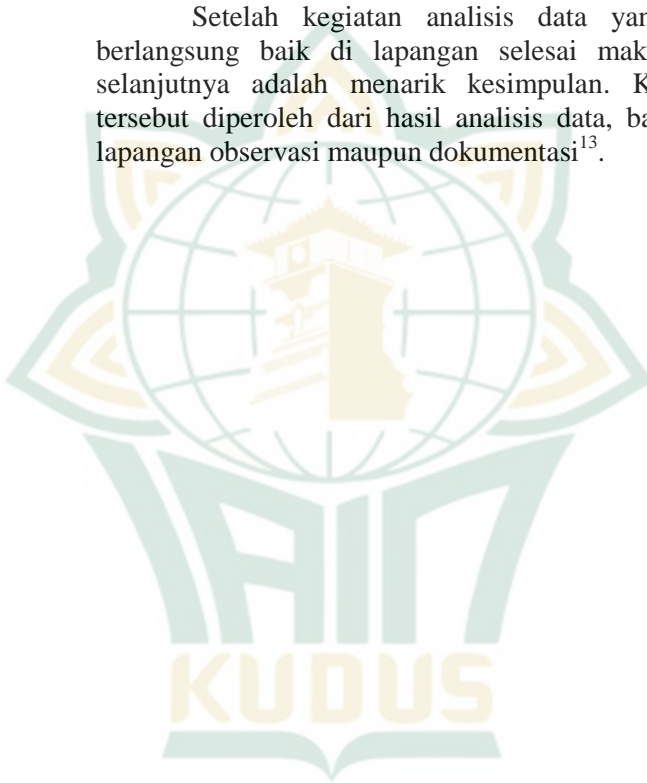 Setelah kegiatan analisis data yan
berlangsung baik di lapangan selesai mak
selanjutnya adalah menarik kesimpulan. K
tersebut diperoleh dari hasil analisis data, ba
lapangan observasi maupun dokumentasi¹³.
IAIN
KUDUS